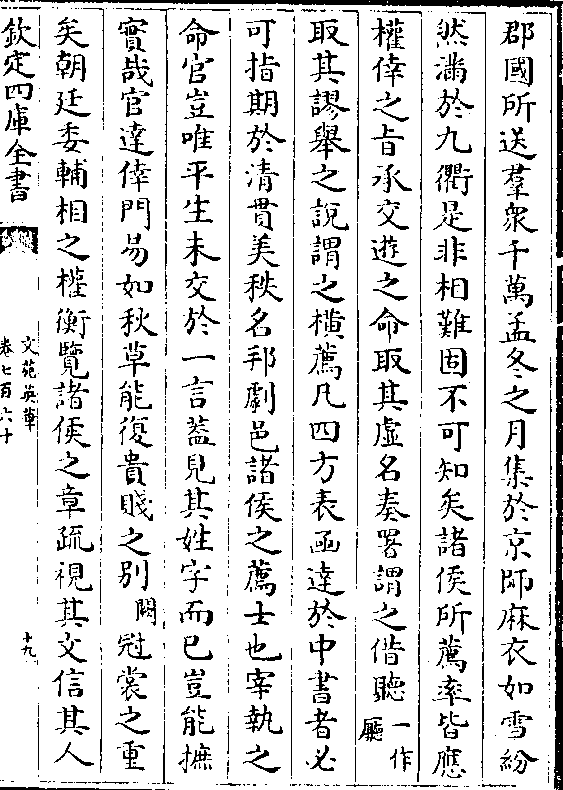 郡國所送羣衆千萬孟冬之月集於京師麻衣如雪紛
然滿於九衢是非相難固不可知矣諸侯所薦率皆應
權倖之旨承交遊之命取其虛名奏署謂之借聽一作廳
取其謬舉之說謂之橫薦凡四方表函達於中書者必
可指期於清貫美秩名邦劇邑諸侯之薦士也宰執之
命官豈唯平生未交於一言葢見其姓字而已豈能摭
實哉官達倖門易如秋草能復貴賤之別闕冠裳之重
矣朝廷委輔相之權衡覽諸侯之章疏視其文信其人
欽定四庫全書
文苑英華
卷七百六十
十九